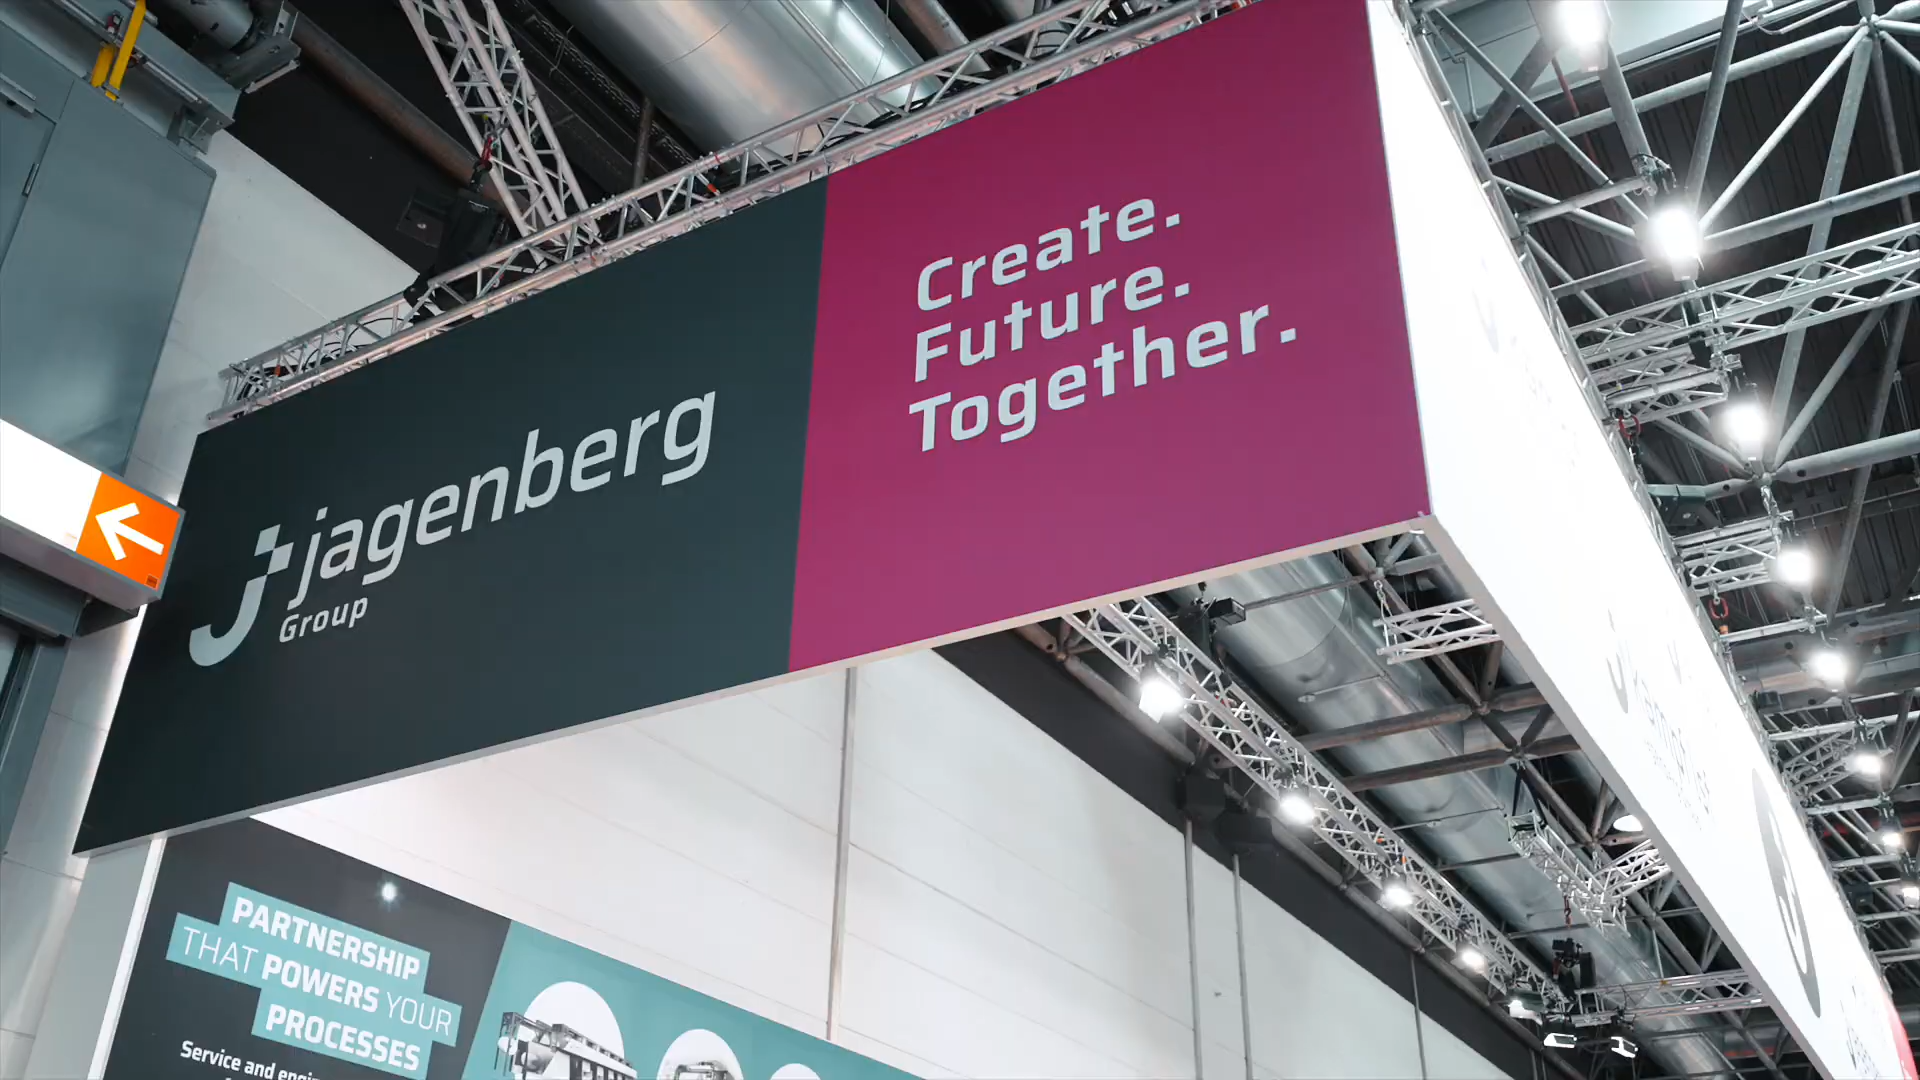 Create.
Future.
Together.
jagenberg
Group
PARTNERSHIP
THAT POWERS YOUR
PROCESSES
Service and